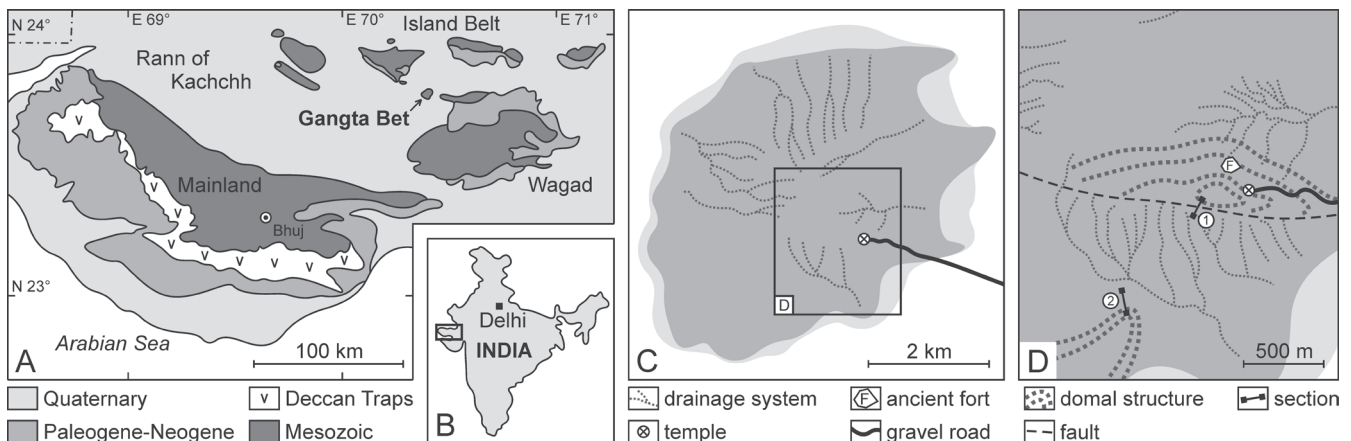 N 24°
E 69°
E 70°
E 71°
Island Belt
Rann of
Kachchh
Gangta Bet
v
Mainland
Wagad
v
v
Bhuj
v
v
v
v
v
v
N 23°
Arabian Sea
100 km
A
Delhi
INDIA
B
D
C
2 km
F
1
2
D
500 m
Quaternary
v Deccan Traps
Paleogene-Neogene
Mesozoic
drainage system
F ancient fort
temple
gravel road
domal structure
section
fault